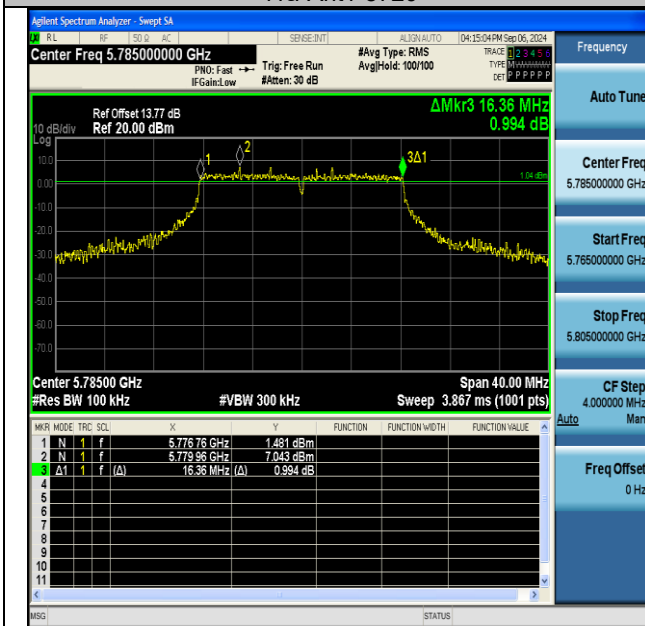 Agilent Spectrum Analyzer - Swept SA
RL RF 50 Ω AC SENSE:INT ALIGN AUTO 04:15:04 PM Sep 06, 2024
Center Freq 5.785000000 GHz #Avg Type: RMS TRACE 1 2 3 4 5 6
PNO: Fast Trig: Free Run Avg|Hold: 100/100 TYPE
IFGain:Low #Atten: 30 dB DET P P P P P P
ΔMkr3 16.36 MHz
0.994 dB
Ref Offset 13.77 dB
10 dB/div Ref 20.00 dBm
Log
10.0
0.00
-10.0
-20.0
-30.0
-40.0
-50.0
-60.0
-70.0
1
2
3Δ1
1.04 dBm
Center 5.78500 GHz Span 40.00 MHz
#Res BW 100 kHz #VBW 300 kHz Sweep 3.867 ms (1001 pts)
MKR MODE TRC SCL X Y FUNCTION FUNCTION WIDTH FUNCTION VALUE
1 N 1 f 5.776 76 GHz 1.481 dBm
2 N 1 f 5.779 96 GHz 7.043 dBm
3 Δ1 1 f (Δ) 16.36 MHz (Δ) 0.994 dB
4
5
6
7
8
9
10
11
MSG STATUS
Frequency
Auto Tune
Center Freq
5.785000000 GHz
Start Freq
5.765000000 GHz
Stop Freq
5.805000000 GHz
CF Step
4.000000 MHz
Auto Man
Freq Offset
0 Hz